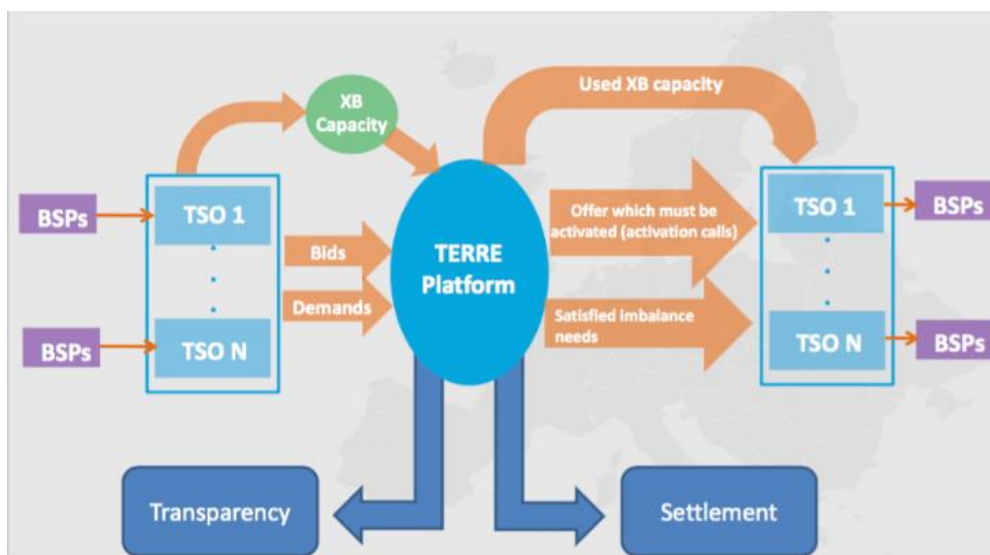 XB
Capacity
Used XB capacity
BSPs
TSO 1
Bids
Demands
BSPs
TSO N
TERRE
Platform
Offer which must be
activated (activation calls)
Satisfied imbalance
needs
TSO 1
BSPs
TSO N
BSPs
Transparency
Settlement